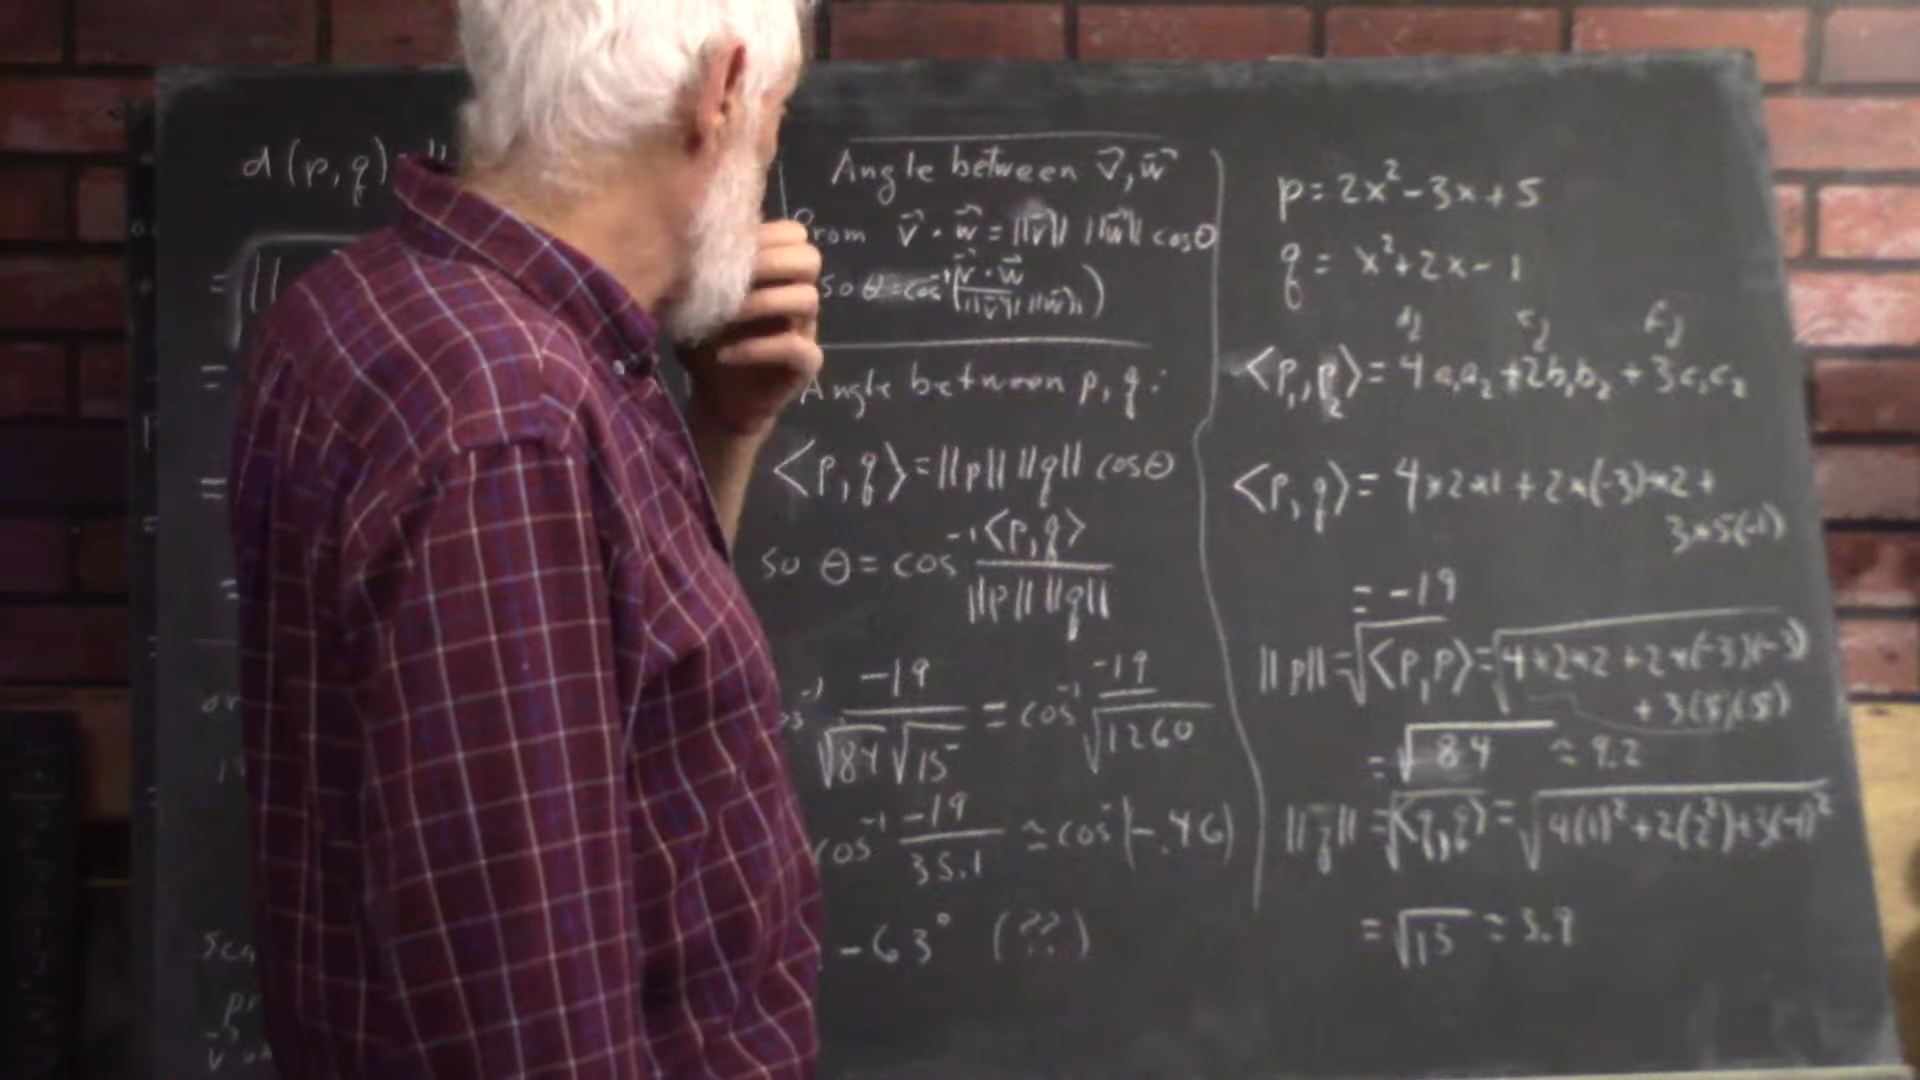 d(p,q)
= ||
=
=
=
or
Angle between v⃗, w⃗
From v⃗ · w⃗ = ||v⃗|| ||w⃗|| cosθ
so θ = cos⁻¹(v⃗ · w⃗ / ||v⃗|| ||w⃗||)
Angle between p, q:
<p,q> = ||p|| ||q|| cosθ
so θ = cos⁻¹ <p,q> / ||p|| ||q||
⁻¹ -19 / √84 √15 = cos⁻¹ -19 / √1260
cos⁻¹ -19 / 35.1 ≃ cos⁻(-.46)
-63° (??)
p = 2x² - 3x + 5
q = x² + 2x - 1
<p₁,p₂> = 4a₁a₂ + 2b₁b₂ + 3c₁c₂
<p,q> = 4×2×1 + 2×(-3)×2 +
3×5(-1)
= -19
||p|| = √<p,p> = √4×2×2 + 2×(-3)(-3)
+ 3(5)(5)
= √84 ≃ 9.2
||q|| = √<q,q> = √4(1)² + 2(2²) + 3(-1)²
= √15 ≃ 3.9